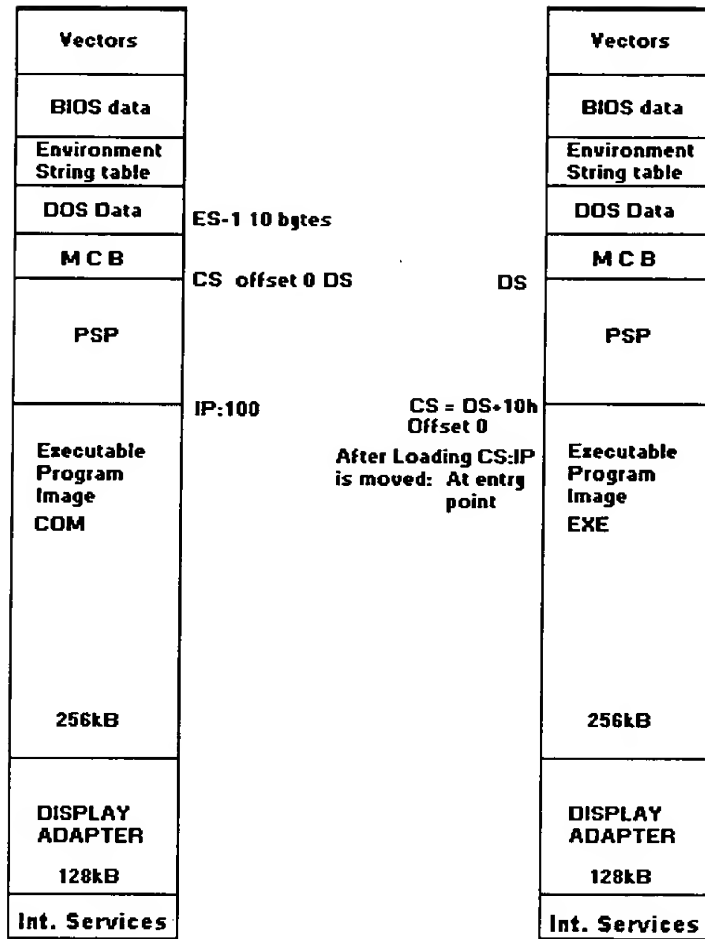 Vectors
BIOS data
Environment
String table
DOS Data
ES-1 10 bytes
M C B
CS offset 0 DS
PSP
IP:100
Executable
Program
Image
COM
256kB
DISPLAY
ADAPTER
128kB
Int. Services
Vectors
BIOS data
Environment
String table
DOS Data
M C B
DS
PSP
CS = DS+10h
Offset 0
After Loading CS:IP
is moved: At entry
point
Executable
Program
Image
EXE
256kB
DISPLAY
ADAPTER
128kB
Int. Services